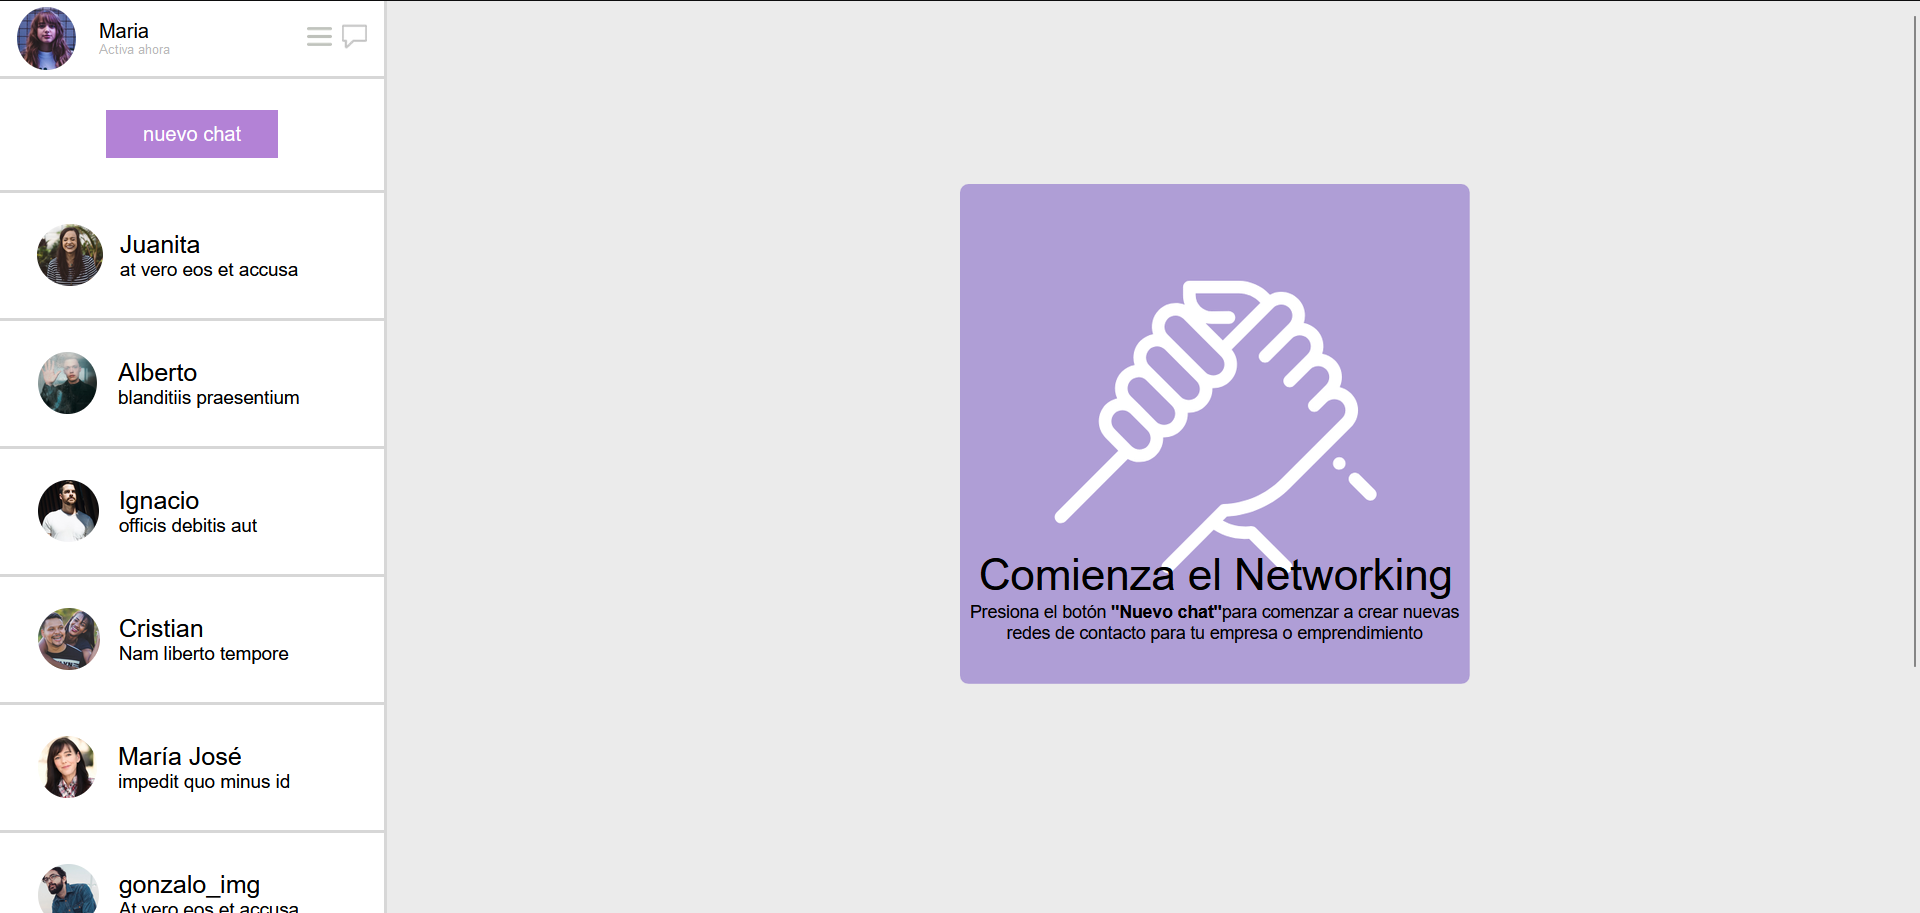 Maria
Activa ahora
nuevo chat
Juanita
at vero eos et accusa
Alberto
blanditiis praesentium
Ignacio
officis debitis aut
Cristian
Nam liberto tempore
María José
impedit quo minus id
gonzalo_img
At vero eos et accusa
Comienza el Networking
Presiona el botón "Nuevo chat"para comenzar a crear nuevas
redes de contacto para tu empresa o emprendimiento